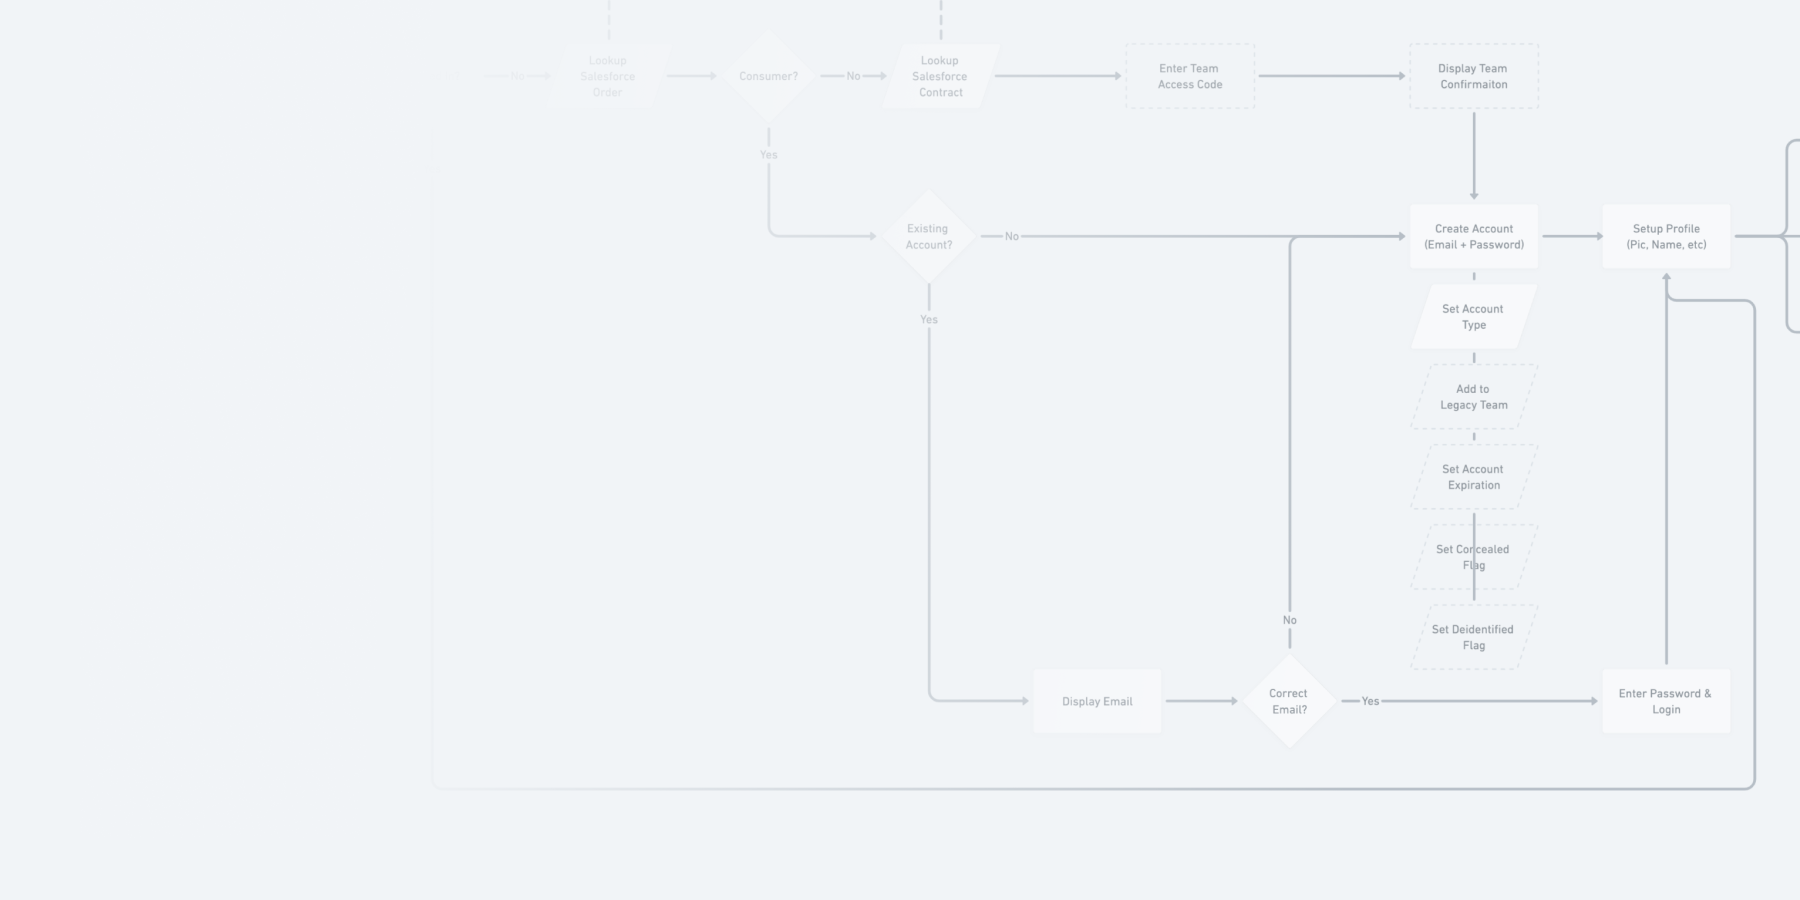 No
Lookup
Salesforce
Order
Consumer?
No
Lookup
Salesforce
Contract
Enter Team
Access Code
Display Team
Confirmaiton
Yes
Existing
Account?
No
Create Account
(Email + Password)
Setup Profile
(Pic, Name, etc)
Yes
Set Account
Type
Add to
Legacy Team
Set Account
Expiration
Set Concealed
Flag
No
Set Deidentified
Flag
Display Email
Correct
Email?
Yes
Enter Password &
Login